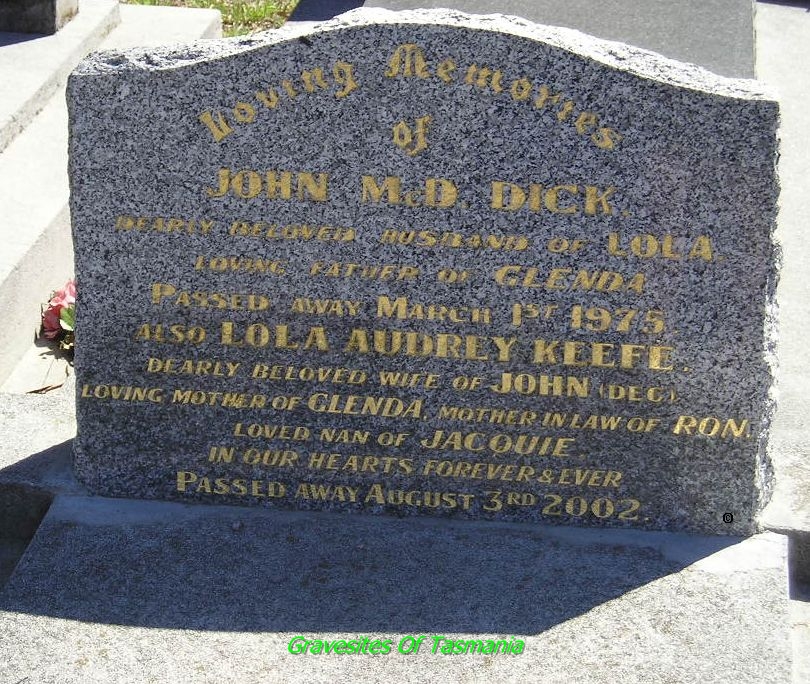 Loving Memories
of
JOHN McD. DICK.
DEARLY BELOVED HUSBAND OF LOLA.
LOVING FATHER OF GLENDA
PASSED AWAY MARCH 1ST 1975.
ALSO LOLA AUDREY KEEFE.
DEARLY BELOVED WIFE OF JOHN (DEC).
LOVING MOTHER OF GLENDA, MOTHER IN LAW OF RON.
LOVED NAN OF JACQUIE.
IN OUR HEARTS FOREVER & EVER
PASSED AWAY AUGUST 3RD 2002.
Gravesites Of Tasmania